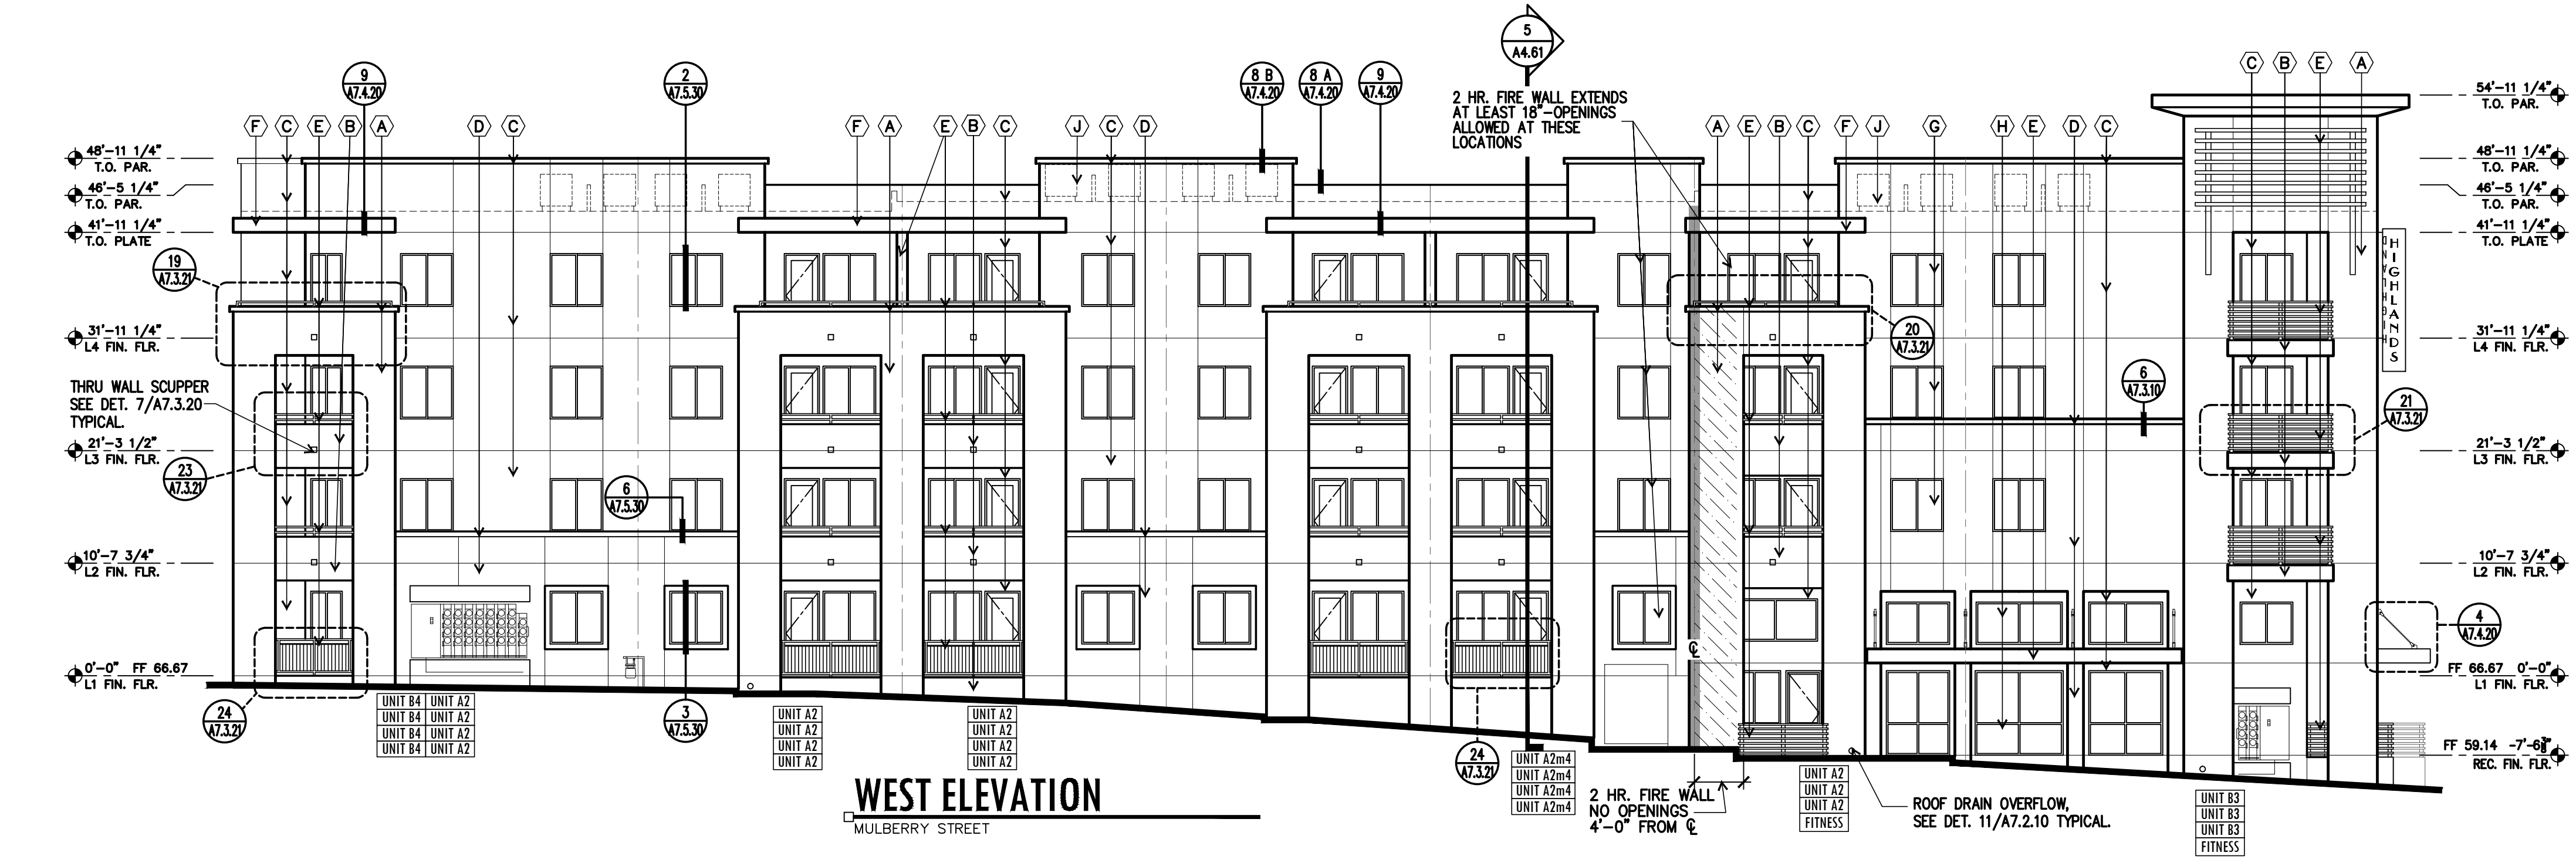 5
A4.61
9
A7.4.20
2
A7.5.30
8 B
A7.4.20
8 A
A7.4.20
9
A7.4.20
2 HR. FIRE WALL EXTENDS
AT LEAST 18"-OPENINGS
ALLOWED AT THESE
LOCATIONS
C B E A
F C E B A D C F A E B C J C D A E B C F J G H E D C
54'-11 1/4"
T.O. PAR.
48'-11 1/4"
T.O. PAR.
46'-5 1/4"
T.O. PAR.
41'-11 1/4"
T.O. PLATE
48'-11 1/4"
T.O. PAR.
46'-5 1/4"
T.O. PAR.
41'-11 1/4"
T.O. PLATE
HIGHLANDS
19
A7.3.21
31'-11 1/4"
L4 FIN. FLR.
20
A7.3.21
31'-11 1/4"
L4 FIN. FLR.
THRU WALL SCUPPER
SEE DET. 7/A7.3.20
TYPICAL.
6
A7.3.10
21
A7.3.21
21'-3 1/2"
L3 FIN. FLR.
21'-3 1/2"
L3 FIN. FLR.
23
A7.3.21
6
A7.5.30
10'-7 3/4"
L2 FIN. FLR.
10'-7 3/4"
L2 FIN. FLR.
4
A7.4.20
℄
0'-0" FF 66.67
L1 FIN. FLR.
FF 66.67 0'-0"
L1 FIN. FLR.
24
A7.3.21
3
A7.5.30
24
A7.3.21
FF 59.14 -7'-6⅜"
REC. FIN. FLR.
UNIT B4 UNIT A2
UNIT B4 UNIT A2
UNIT B4 UNIT A2
UNIT B4 UNIT A2
UNIT A2
UNIT A2
UNIT A2
UNIT A2
UNIT A2
UNIT A2
UNIT A2
UNIT A2
UNIT A2m4
UNIT A2m4
UNIT A2m4
UNIT A2m4
UNIT A2
UNIT A2
UNIT A2
FITNESS
UNIT B3
UNIT B3
UNIT B3
FITNESS
2 HR. FIRE WALL
NO OPENINGS
4'-0" FROM ℄
ROOF DRAIN OVERFLOW,
SEE DET. 11/A7.2.10 TYPICAL.
WEST ELEVATION
MULBERRY STREET